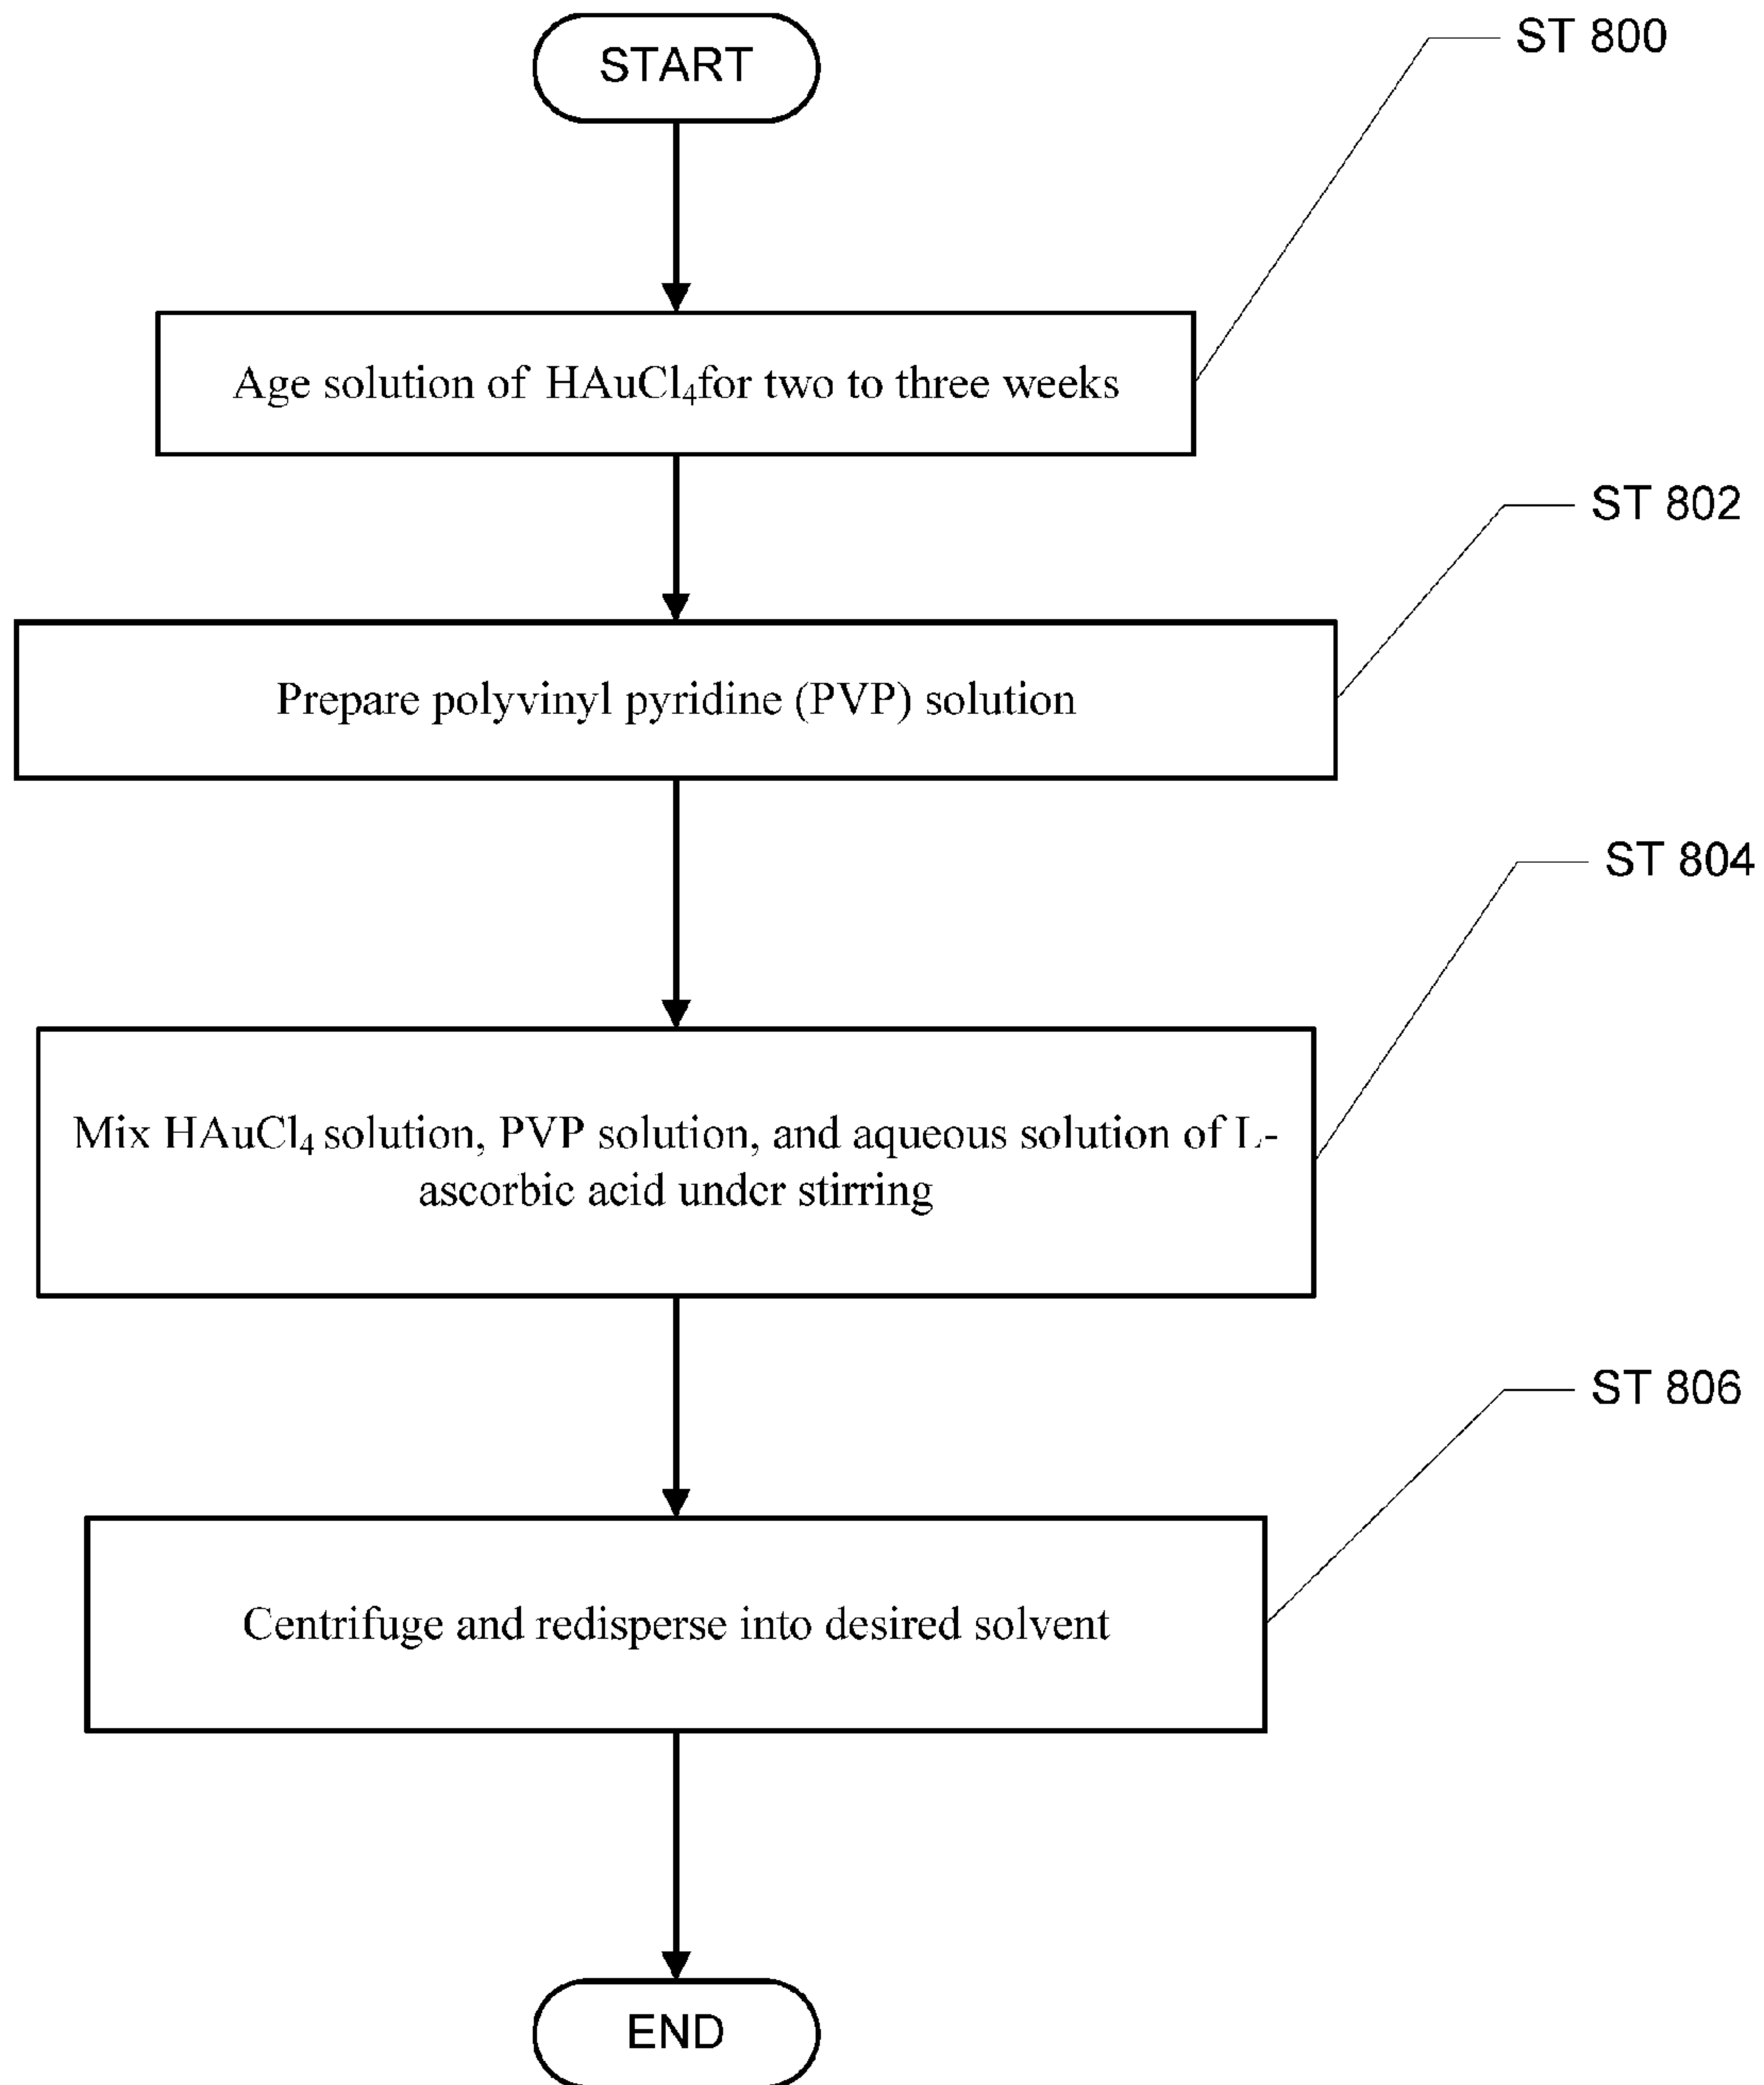 START
ST 800
Age solution of HAuCl₄for two to three weeks
ST 802
Prepare polyvinyl pyridine (PVP) solution
ST 804
Mix HAuCl₄ solution, PVP solution, and aqueous solution of L-
ascorbic acid under stirring
ST 806
Centrifuge and redisperse into desired solvent
END